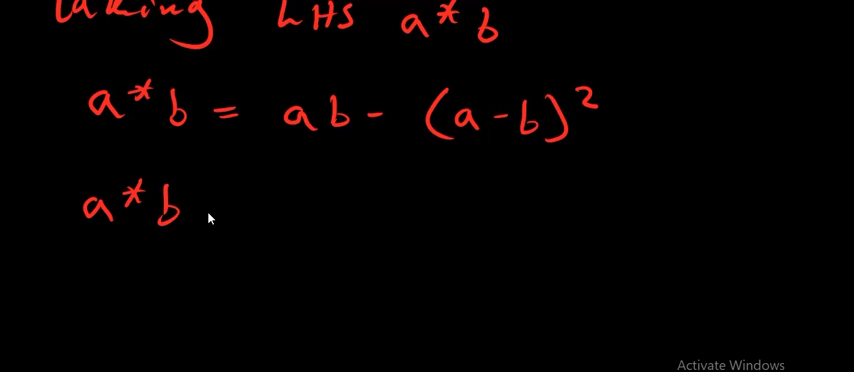 taking LHS a * b
a * b = ab - (a - b)²
a * b
Activate Windows